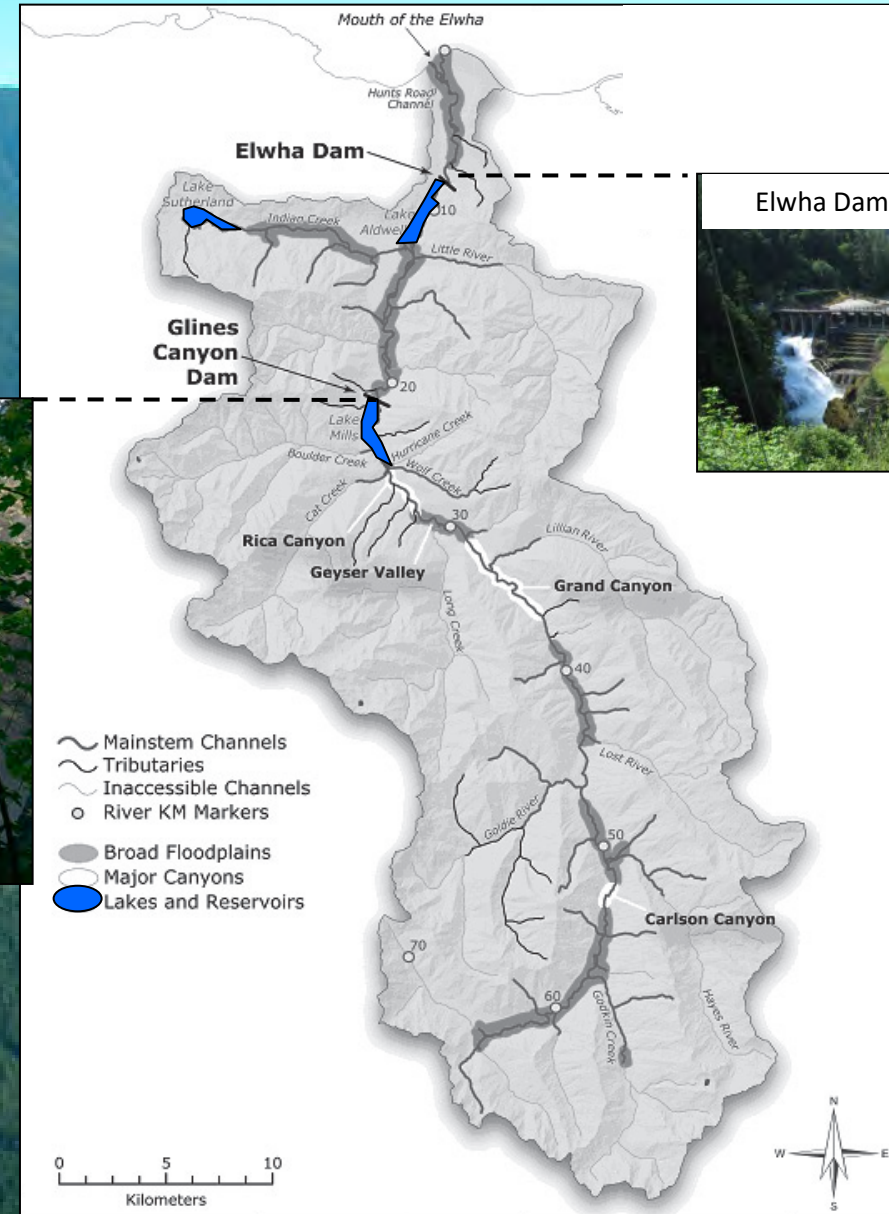 Mouth of the Elwha
Hunts Road
Channel
Elwha Dam
Elwha Dam
Lake
Sutherland
Indian Creek
Lake
Aldwell
10
Little River
Glines
Canyon
Dam
20
Lake
Mills
Hurricane Creek
Boulder Creek
Wolf Creek
Cat Creek
Rica Canyon
30
Lillian River
Geyser Valley
Grand Canyon
Long Creek
40
Mainstem Channels
Tributaries
Inaccessible Channels
River KM Markers
Broad Floodplains
Major Canyons
Lakes and Reservoirs
Lost River
Goldie River
50
Carlson Canyon
70
60
Godkin Creek
Hayes River
0 5 10
Kilometers
N
W E
S